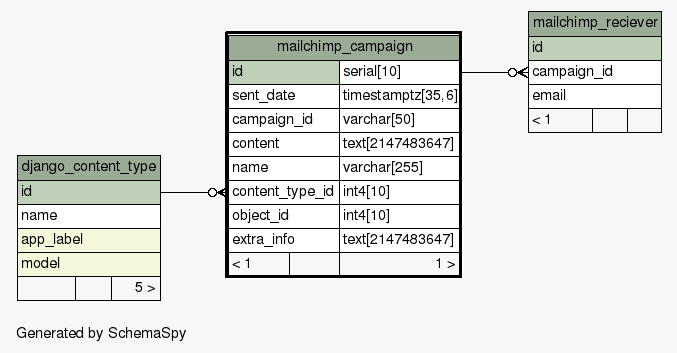 mailchimp_reciever
id
campaign_id
email
< 1
mailchimp_campaign
id serial[10]
sent_date timestamptz[35,6]
campaign_id varchar[50]
content text[2147483647]
name varchar[255]
content_type_id int4[10]
object_id int4[10]
extra_info text[2147483647]
< 1 1 >
django_content_type
id
name
app_label
model
5 >
Generated by SchemaSpy